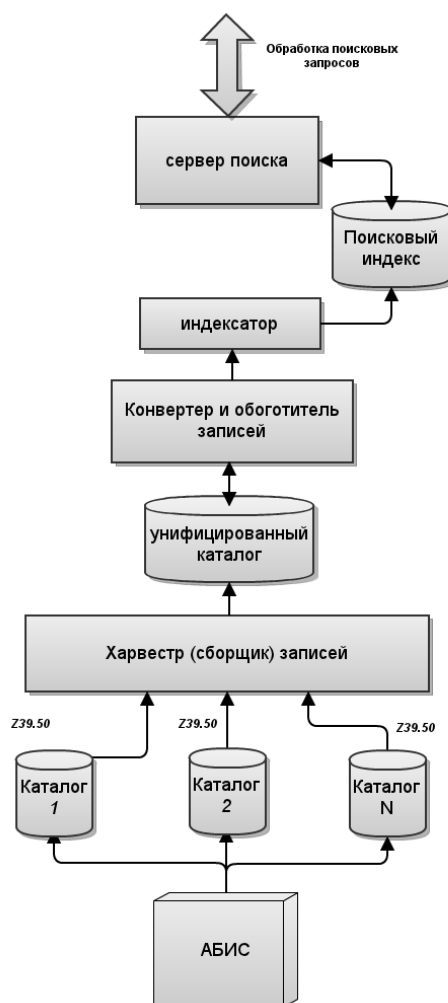 Обработка поисковых
запросов
сервер поиска
Поисковый
индекс
индексатор
Конвертер и обоготитель
записей
унифицированный
каталог
Харвестр (сборщик) записей
Z39.50
Z39.50
Z39.50
Каталог
1
Каталог
2
Каталог
N
АБИС